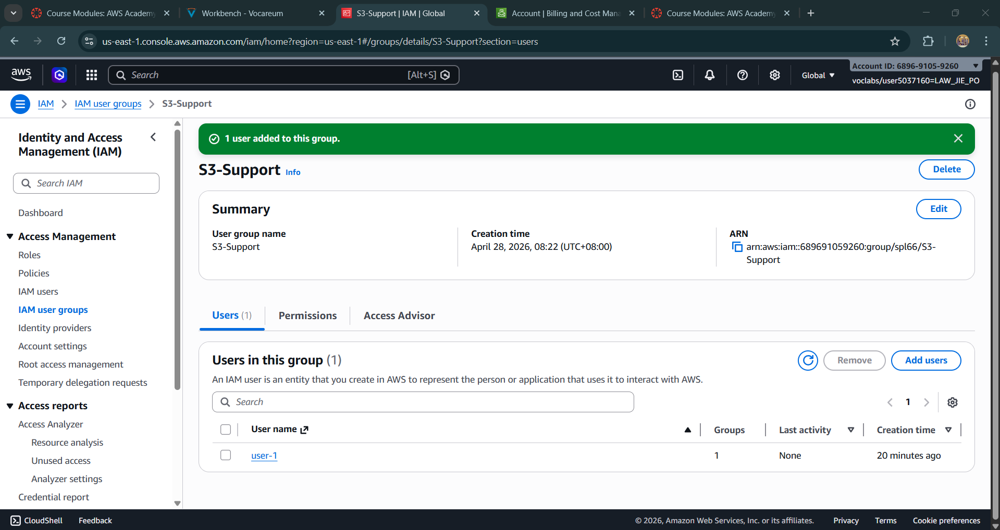 Course Modules: AWS Academy
Workbench - Vocareum
S3-Support | IAM | Global
Account | Billing and Cost Mana
Course Modules: AWS Academy
us-east-1.console.aws.amazon.com/iam/home?region=us-east-1#/groups/details/S3-Support?section=users
aws
Search
[Alt+S]
Global
Account ID: 6896-9105-9260
voclabs/user5037160=LAW_JIE_PO
IAM
IAM user groups
S3-Support
Identity and Access
Management (IAM)
Search IAM
Dashboard
Access Management
Roles
Policies
IAM users
IAM user groups
Identity providers
Account settings
Root access management
Temporary delegation requests
Access reports
Access Analyzer
Resource analysis
Unused access
Analyzer settings
Credential report
1 user added to this group.
S3-Support Info
Delete
Summary
Edit
User group name
S3-Support
Creation time
April 28, 2026, 08:22 (UTC+08:00)
ARN
arn:aws:iam::689691059260:group/spl66/S3-
Support
Users (1)
Permissions
Access Advisor
Users in this group (1)
Remove
Add users
An IAM user is an entity that you create in AWS to represent the person or application that uses it to interact with AWS.
Search
1
User name
Groups
Last activity
Creation time
user-1
1
None
20 minutes ago
CloudShell
Feedback
© 2026, Amazon Web Services, Inc. or its affiliates.
Privacy
Terms
Cookie preferences